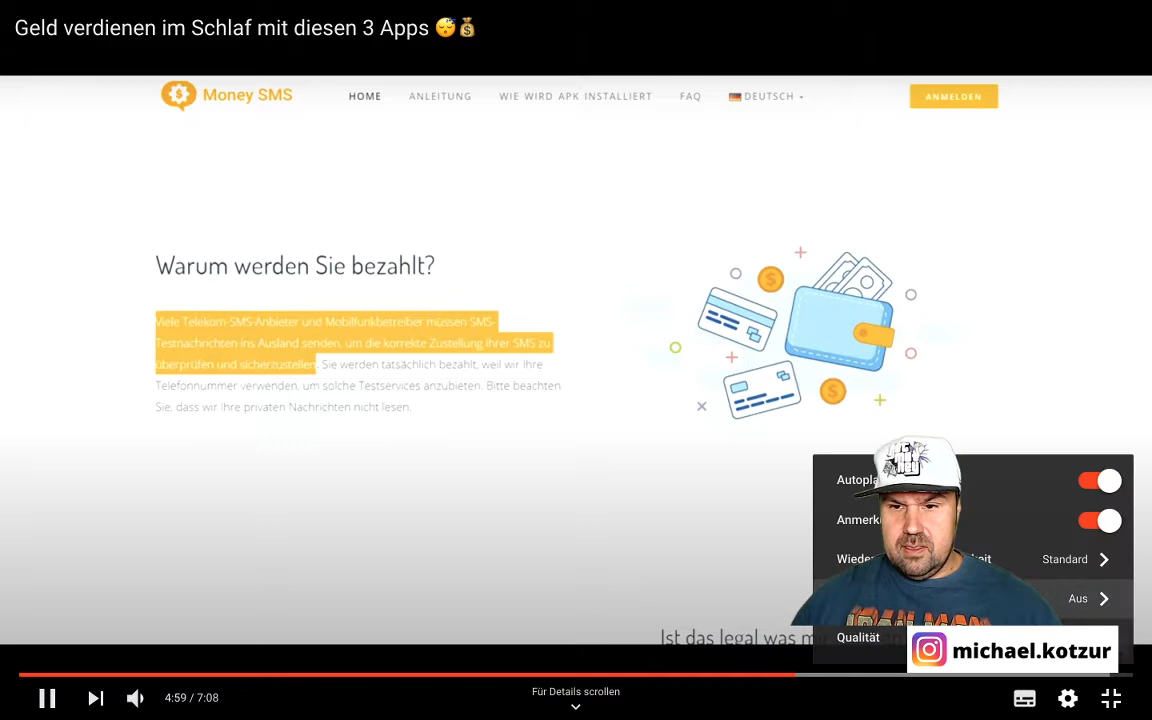 Geld verdienen im Schlaf mit diesen 3 Apps 😴💰
Money SMS
HOME
ANLEITUNG
WIE WIRD APK INSTALLIERT
FAQ
DEUTSCH
ANMELDEN
Warum werden Sie bezahlt?
Viele Telekom-SMS-Anbieter und Mobilfunkbetreiber müssen SMS-
Testnachrichten ins Ausland senden, um die korrekte Zustellung ihrer SMS zu
überprüfen und sicherzustellen. Sie werden tatsächlich bezahlt, weil wir Ihre
Telefonnummer verwenden, um solche Testservices anzubieten. Bitte beachten
Sie, dass wir Ihre privaten Nachrichten nicht lesen.
Standard
Aus
Ist das legal was
Qualität
michael.kotzur
4:59 / 7:08
Für Details scrollen